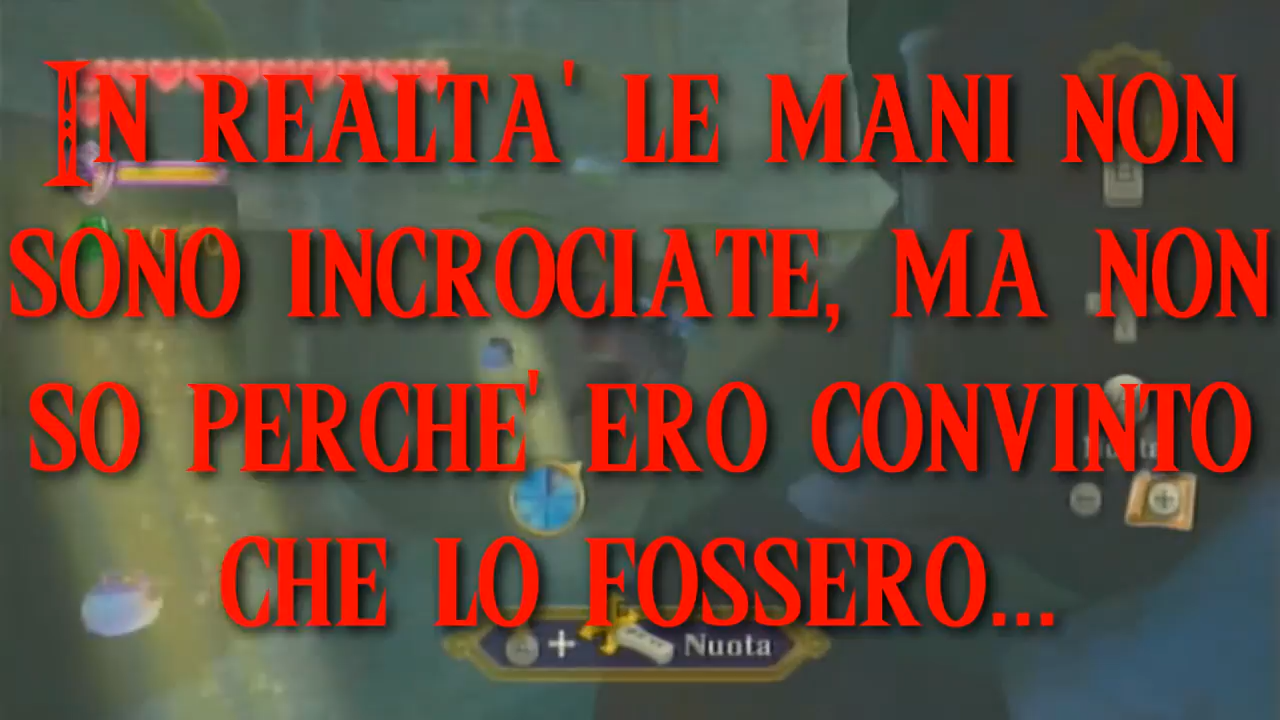 In realta' le mani non
sono incrociate, ma non
so perche' ero convinto
che lo fossero...
+ Nuota